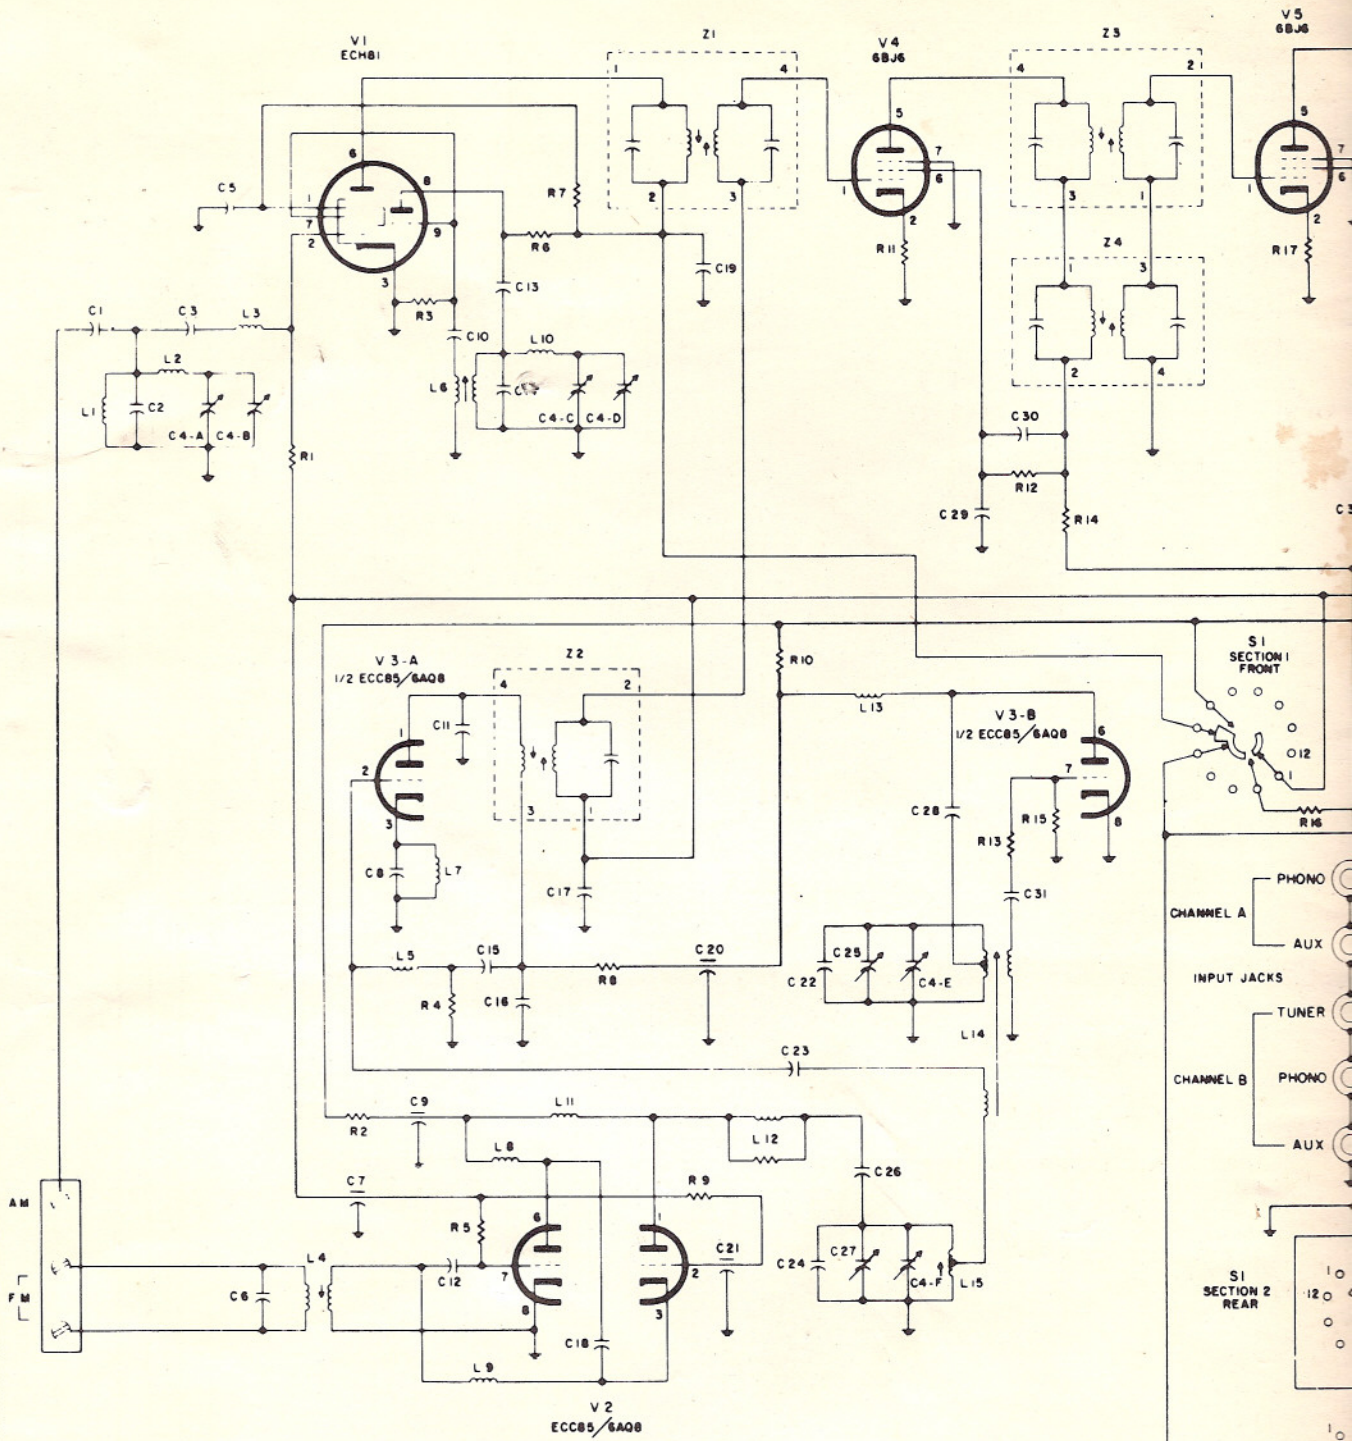 V5
6BJ6
V1
ECH81
Z1
V4
6BJ6
Z3
1
4
4
2
5
5
6
8
7
7
6
7
6
C5
R7
1
1
7
2
9
R6
2
3
2
3
1
2
R11
R17
C19
Z4
3
C13
1
3
R3
C1
C3
L3
C10
L10
L2
L6
L1
C2
C4-A
C4-B
C4-C
C4-D
2
4
C30
R1
R12
C29
R14
C3
S1
SECTION 1
FRONT
V3-A
1/2 ECC85/6AQ8
Z2
R10
4
2
L13
C11
V3-B
1/2 ECC85/6AQ8
1
6
12
2
7
1
3
3
1
C28
R15
8
R16
R13
C8
L7
C17
C31
PHONO
CHANNEL A
AUX
L5
C15
C20
C25
R8
C22
C4-E
INPUT JACKS
R4
C16
TUNER
L14
C23
CHANNEL B
PHONO
C9
L11
R2
L12
AUX
L8
C26
C7
R9
AM
R5
6
1
L4
C21
C27
C12
7
2
C24
C4-F
L15
FM
C6
8
3
S1
SECTION 2
REAR
1
12
C18
L9
V2
ECC85/6AQ8
1